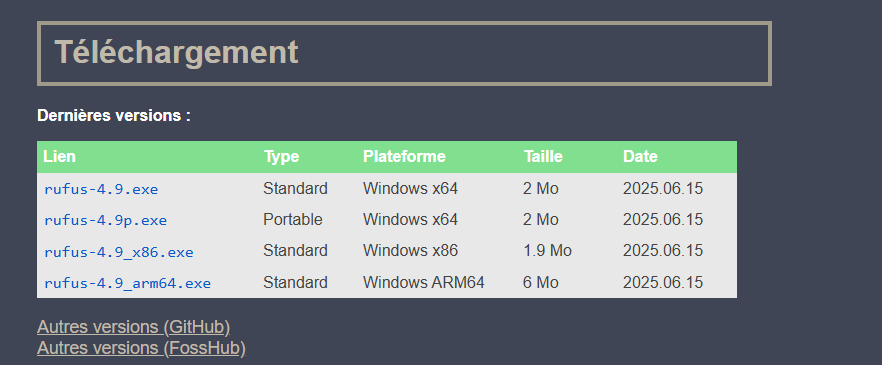 Téléchargement
Dernières versions :
Lien Type Plateforme Taille Date
rufus-4.9.exe Standard Windows x64 2 Mo 2025.06.15
rufus-4.9p.exe Portable Windows x64 2 Mo 2025.06.15
rufus-4.9_x86.exe Standard Windows x86 1.9 Mo 2025.06.15
rufus-4.9_arm64.exe Standard Windows ARM64 6 Mo 2025.06.15
Autres versions (GitHub)
Autres versions (FossHub)